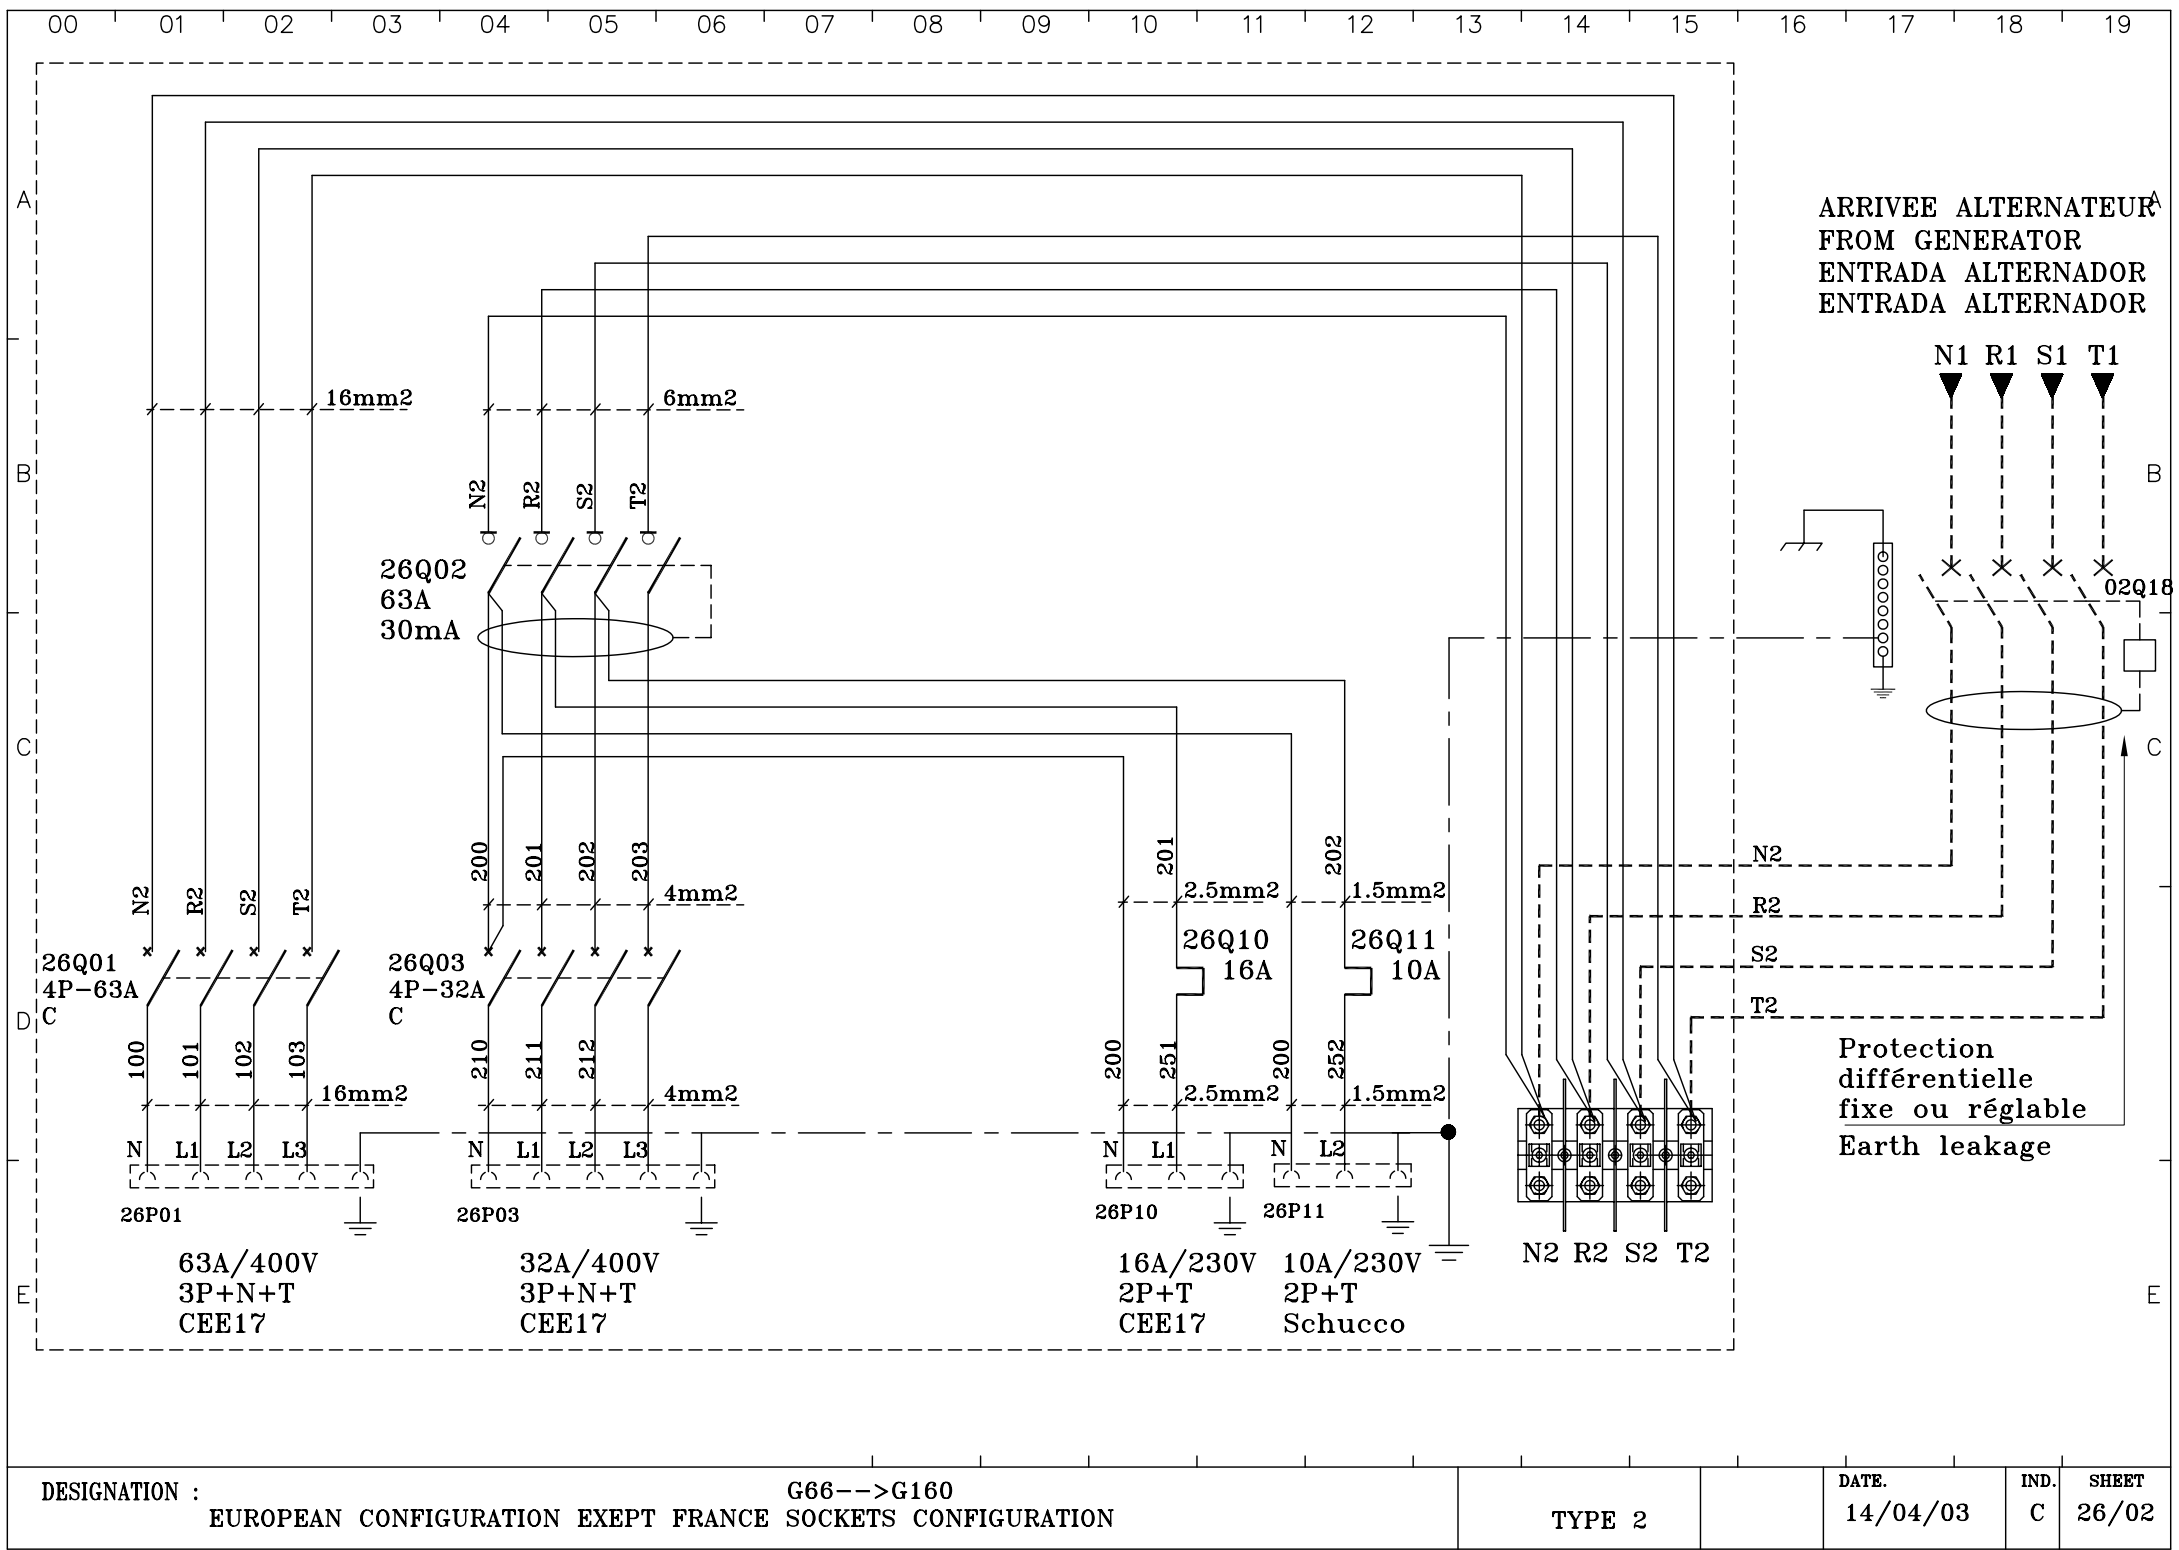 00 01 02 03 04 05 06 07 08 09 10 11 12 13 14 15 16 17 18 19
A A
ARRIVEE ALTERNATEUR
FROM GENERATOR
ENTRADA ALTERNADOR
ENTRADA ALTERNADOR
N1 R1 S1 T1
16mm2 6mm2
B B
N2 R2 S2 T2
26Q02
63A
30mA
02Q18
C C
200 201 202 203
201 202
N2
R2
S2
T2
4mm2 2.5mm2 1.5mm2
N2 R2 S2 T2
26Q01
4P-63A
C
26Q03
4P-32A
C
26Q10
16A
26Q11
10A
D D
100 101 102 103
210 211 212
200 251 200 252
16mm2 4mm2 2.5mm2 1.5mm2
Protection
différentielle
fixe ou réglable
Earth leakage
N L1 L2 L3 N L1 L2 L3 N L1 N L2
26P01 26P03 26P10 26P11
63A/400V
3P+N+T
CEE17
32A/400V
3P+N+T
CEE17
16A/230V
2P+T
CEE17
10A/230V
2P+T
Schucco
N2 R2 S2 T2
E E
DESIGNATION :
G66-->G160
EUROPEAN CONFIGURATION EXEPT FRANCE SOCKETS CONFIGURATION
TYPE 2
DATE.
14/04/03
IND.
C
SHEET
26/02